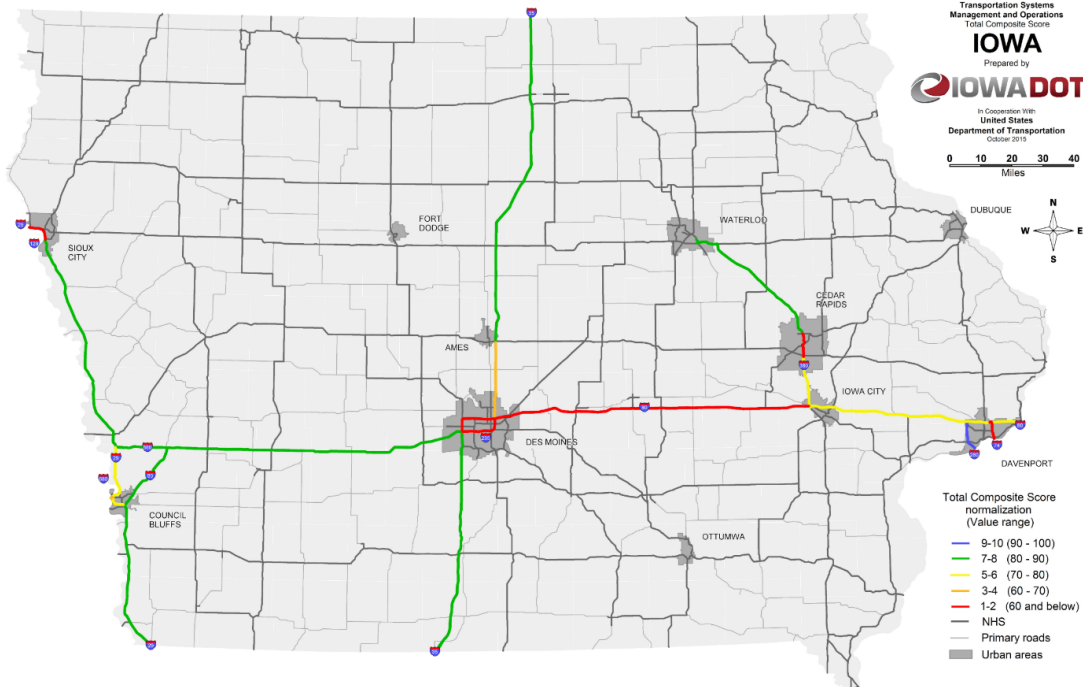 Transportation Systems
Management and Operations
Total Composite Score
IOWA
Prepared by
IOWADOT
In Cooperation With
United States
Department of Transportation
October 2015
0 10 20 30 40
Miles
N
W E
S
DUBUQUE
WATERLOO
FORT
DODGE
SIOUX
CITY
CEDAR
RAPIDS
AMES
IOWA CITY
DES MOINES
DAVENPORT
COUNCIL
BLUFFS
OTTUMWA
Total Composite Score
normalization
(Value range)
9-10 (90 - 100)
7-8 (80 - 90)
5-6 (70 - 80)
3-4 (60 - 70)
1-2 (60 and below)
NHS
Primary roads
Urban areas